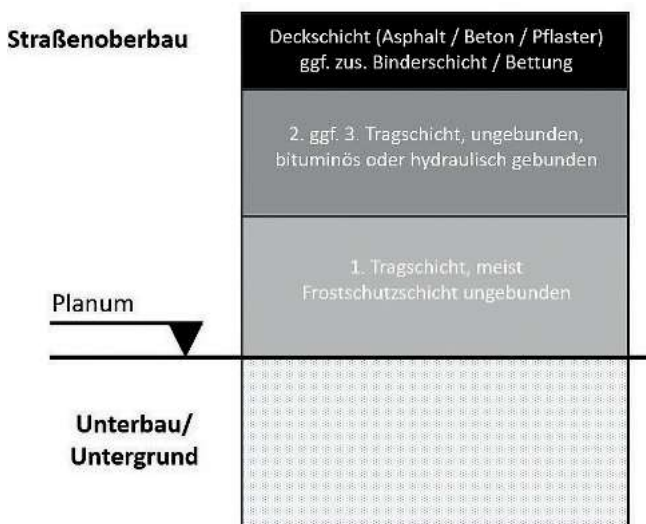 Straßenoberbau
Deckschicht (Asphalt / Beton / Pflaster)
ggf. zus. Binderschicht / Bettung
2. ggf. 3. Tragschicht, ungebunden,
bituminös oder hydraulisch gebunden
1. Tragschicht, meist
Frostschutzschicht ungebunden
Planum
Unterbau/
Untergrund